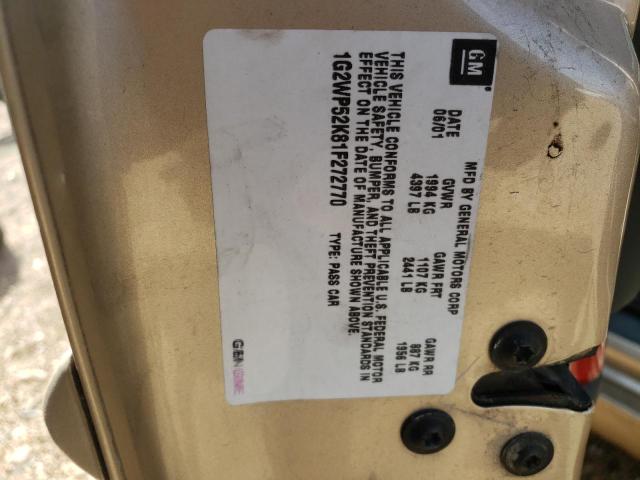 GM
MFD BY GENERAL MOTORS CORP
DATE GVWR GAWR FRT GAWR RR
06/01 1994 KG 1107 KG 887 KG
4397 LB 2441 LB 1956 LB
THIS VEHICLE CONFORMS TO ALL APPLICABLE U.S. FEDERAL MOTOR
VEHICLE SAFETY, BUMPER, AND THEFT PREVENTION STANDARDS IN
EFFECT ON THE DATE OF MANUFACTURE SHOWN ABOVE.
1G2WP52K81F272770 TYPE: PASS CAR